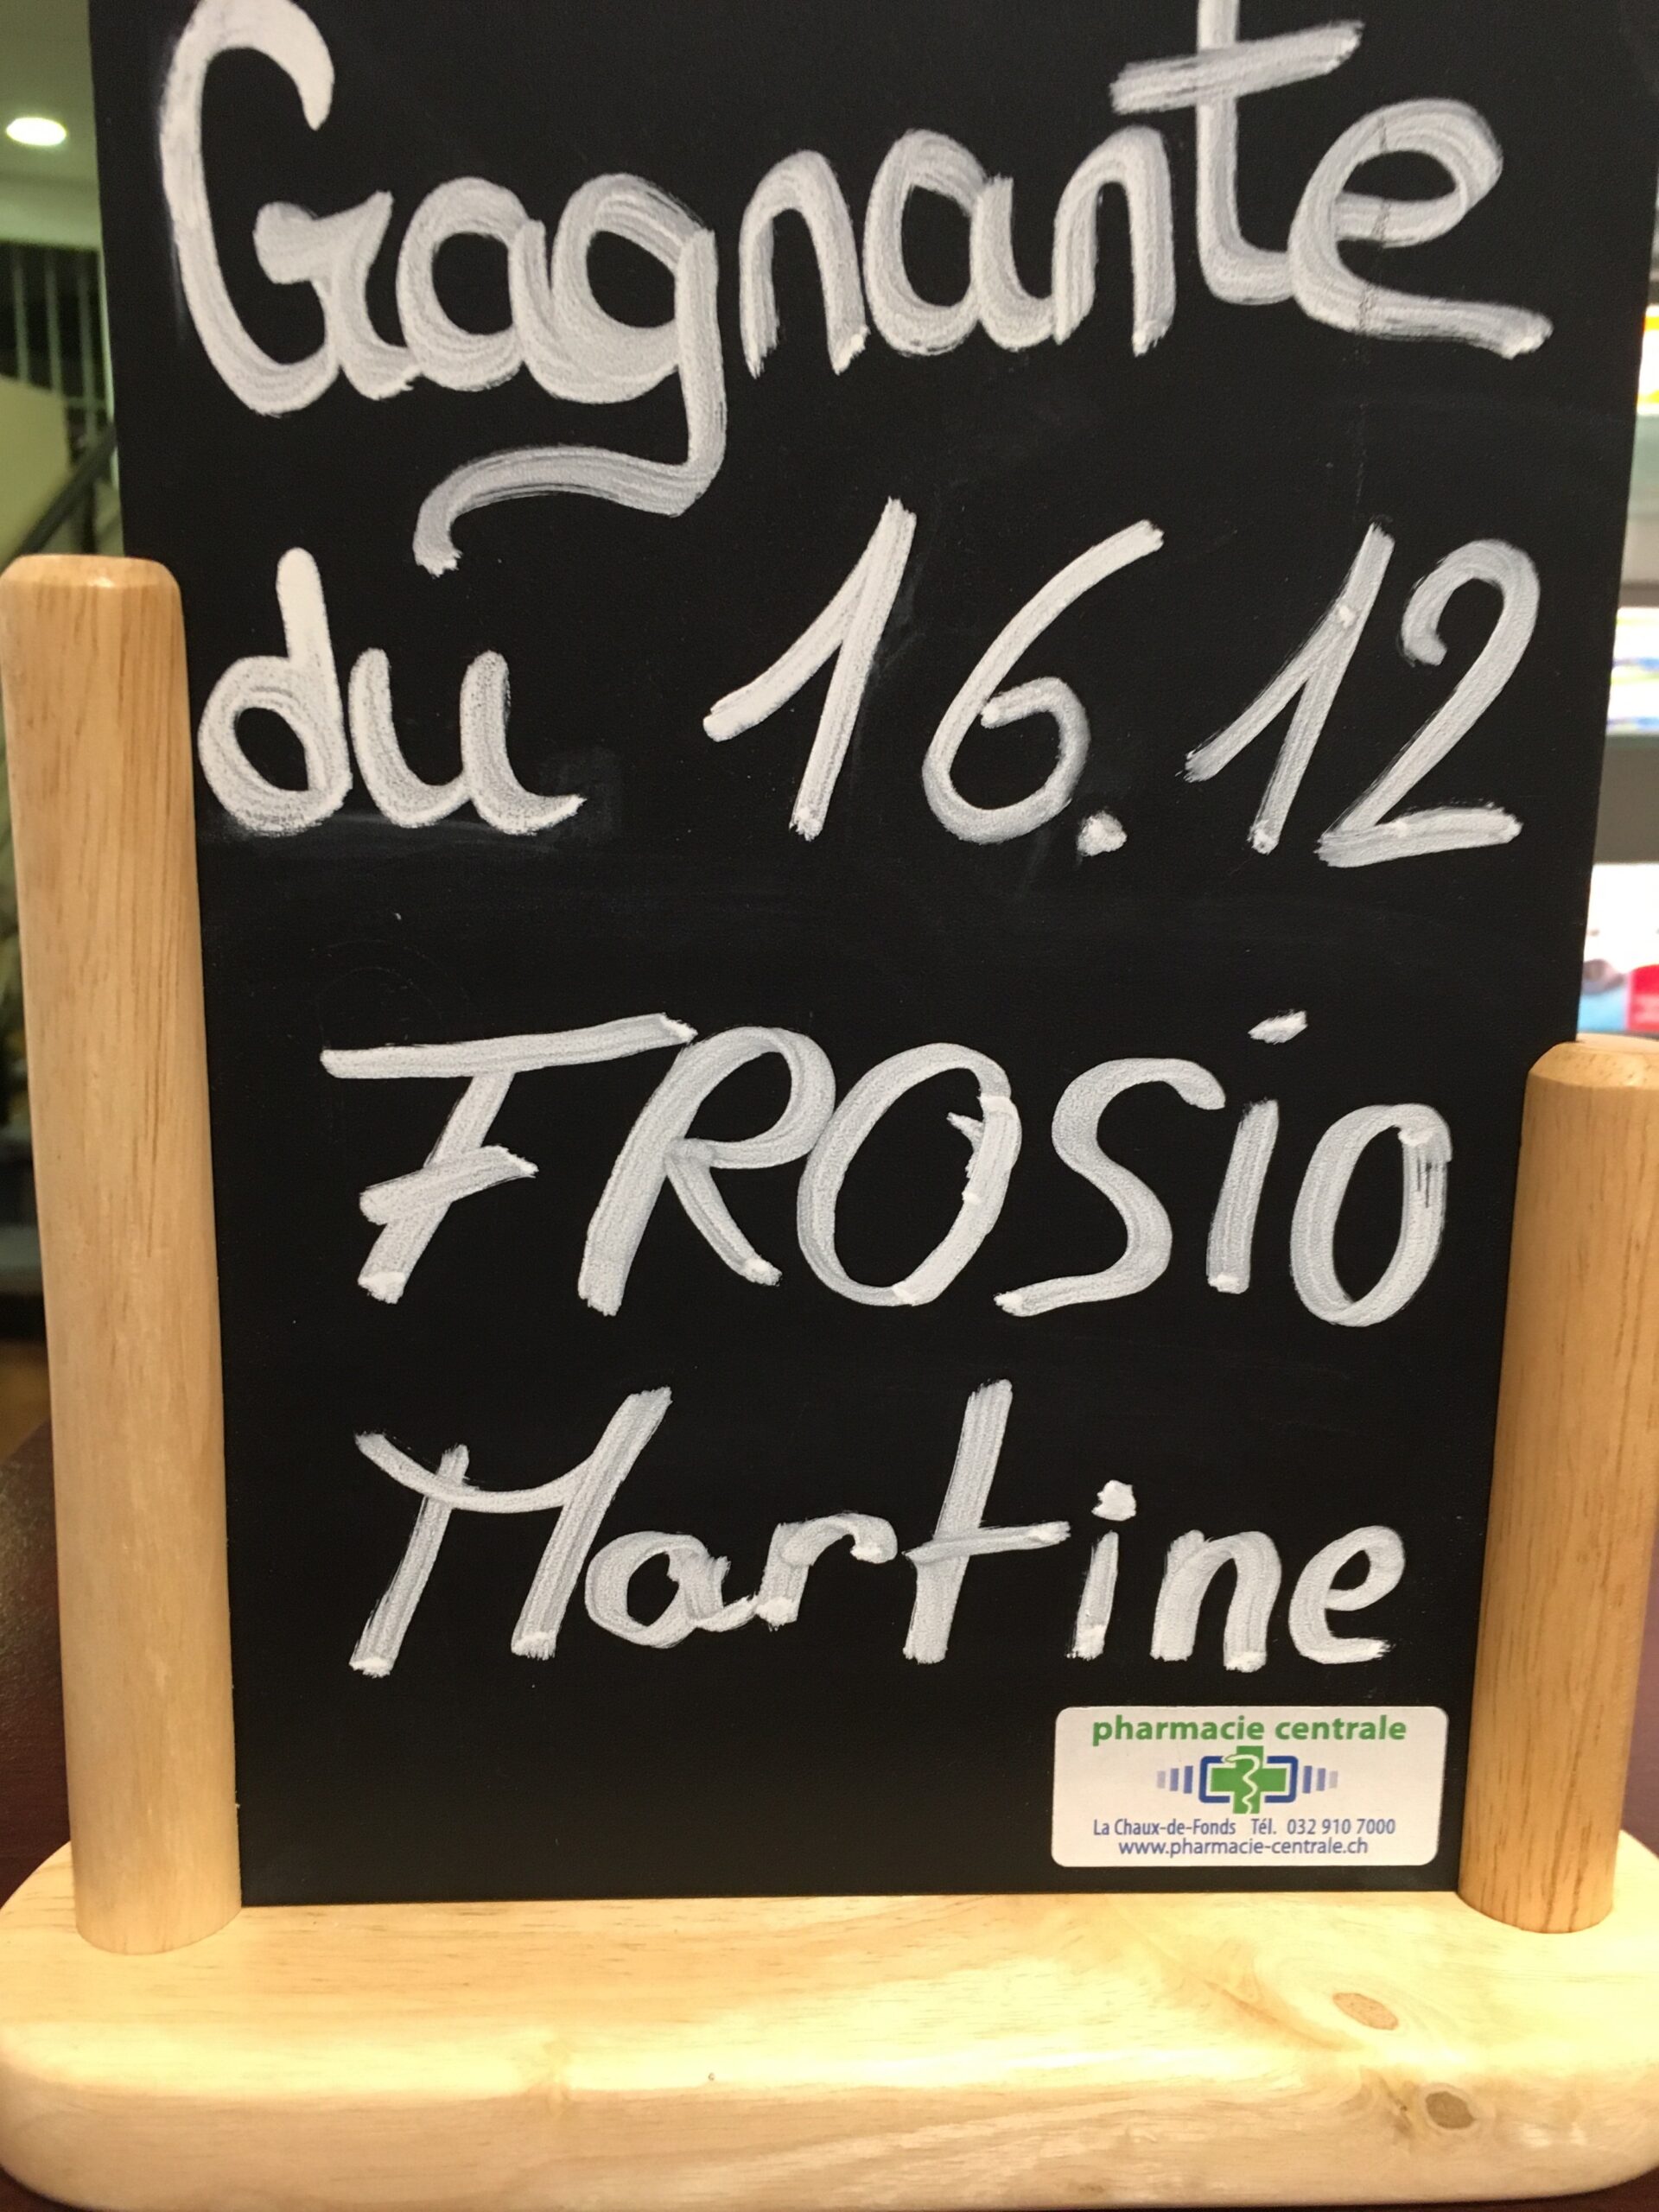 Gagnante
du 16.12
FROSiO
Martine
pharmacie centrale
La Chaux-de-Fonds Tél. 032 910 7000
www.pharmacie-centrale.ch